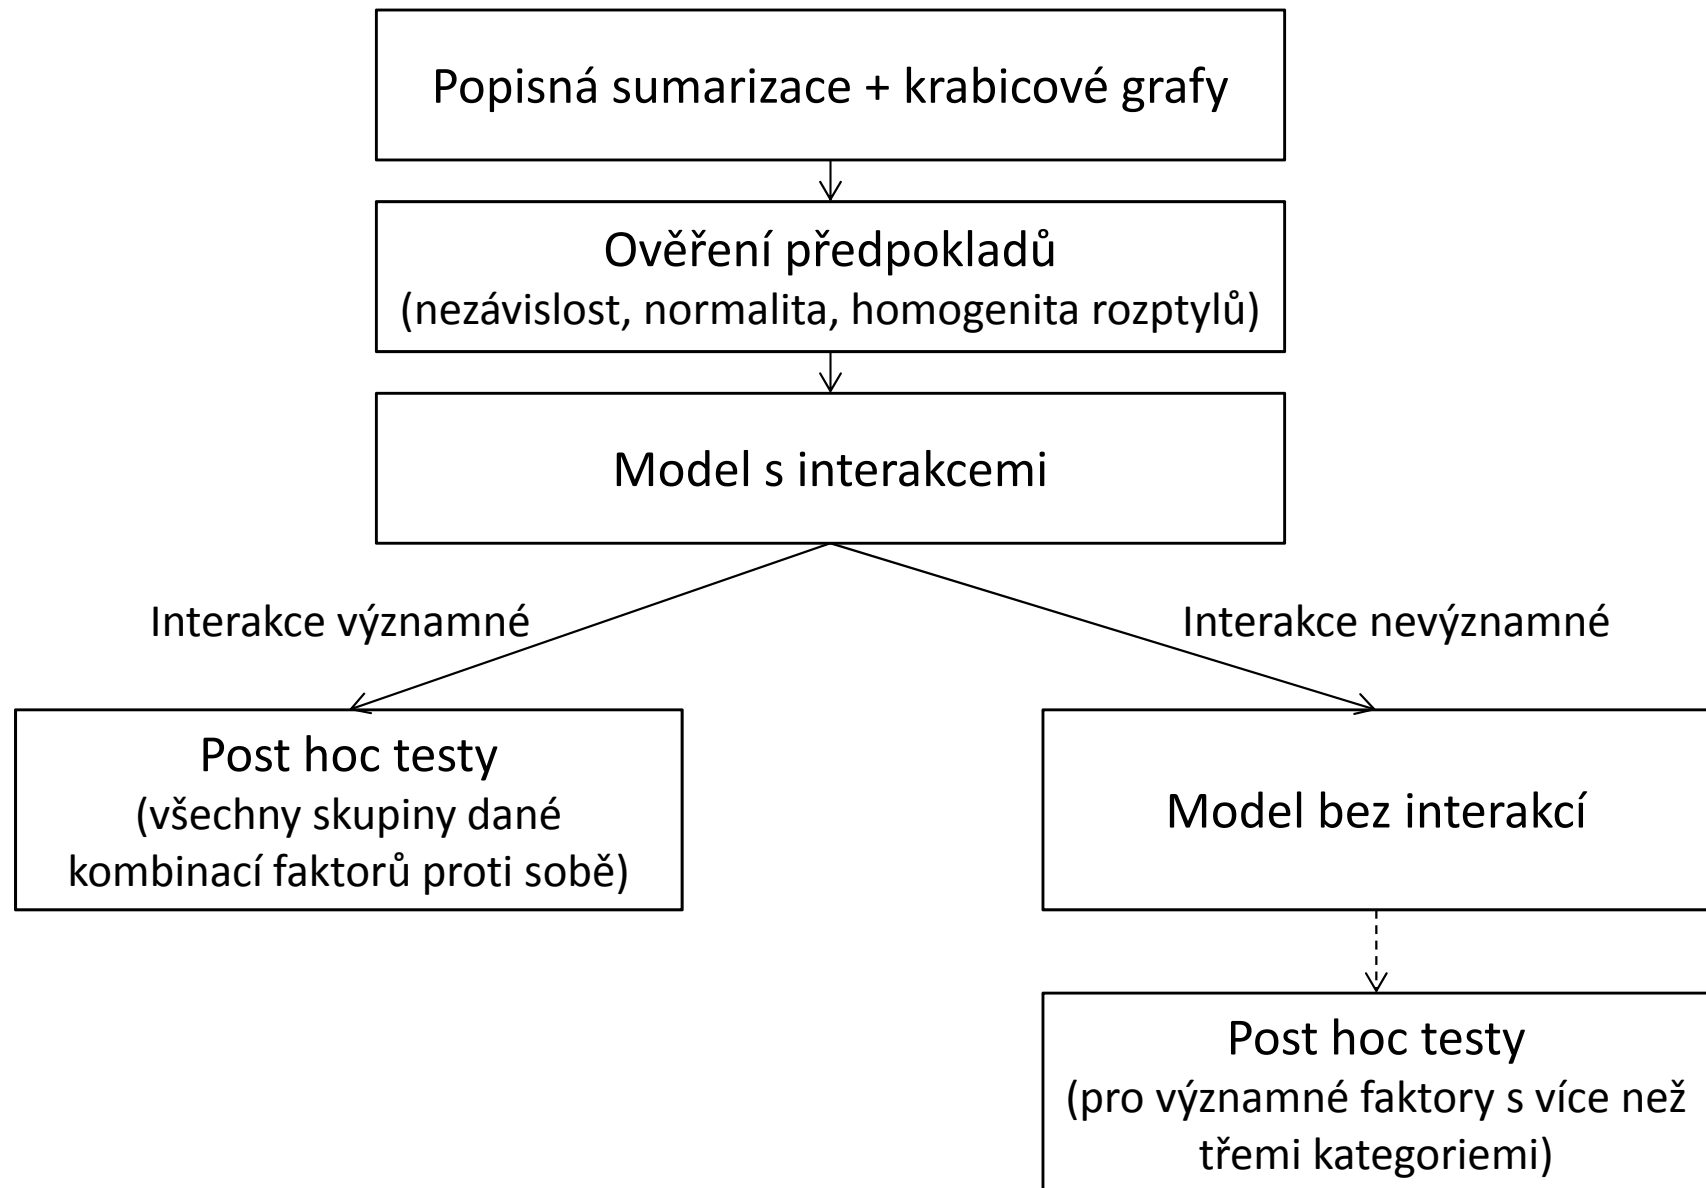 Popisná sumarizace + krabicové grafy
Ověření předpokladů
(nezávislost, normalita, homogenita rozptylů)
Model s interakcemi
Interakce významné
Interakce nevýznamné
Post hoc testy
(všechny skupiny dané
kombinací faktorů proti sobě)
Model bez interakcí
Post hoc testy
(pro významné faktory s více než
třemi kategoriemi)